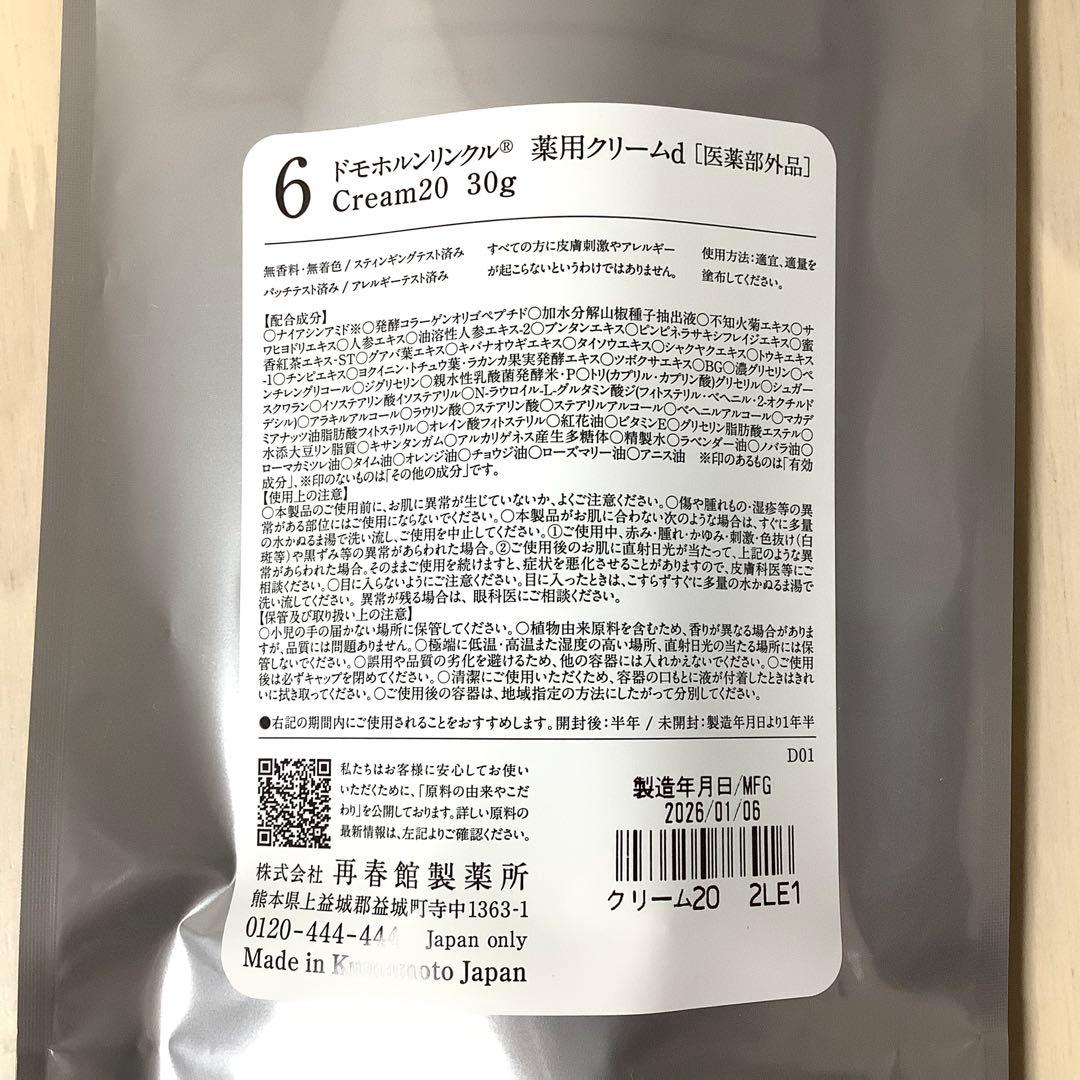 6
ドモホルンリンクル® 薬用クリームd [医薬部外品]
Cream20 30g
無香料・無着色 / スティンギングテスト済み
パッチテスト済み / アレルギーテスト済み
すべての方に皮膚刺激やアレルギー
が起こらないというわけではありません。
使用方法:適宜、適量を
塗布してください。
【配合成分】
○ナイアシンアミド※○発酵コラーゲンオリゴペプチド○加水分解山椒種子抽出液○不知火菊エキス○サ
ワヒヨドリエキス○人参エキス○油溶性人参エキス-2○ブンタンエキス○ピンピネラサキシフレイジエキス○蜜
香紅茶エキス-ST○グアバ葉エキス○キバナオウギエキス○タイソウエキス○シャクヤクエキス○トウキエキス
-1○チンピエキス○ヨクイニン・トチュウ葉・ラカンカ果実発酵エキス○ツボクサエキス○BG○濃グリセリン○ペ
ンチレングリコール○ジグリセリン○親水性乳酸菌発酵米・P○トリ(カプリル・カプリン酸)グリセリル○シュガー
スクワラン○イソステアリン酸イソステアリル○N-ラウロイル-L-グルタミン酸ジ(フィトステリル・ベヘニル・2-オクチルド
デシル)○アラキルアルコール○ラウリン酸○ステアリン酸○ステアリルアルコール○ベヘニルアルコール○マカデ
ミアナッツ油脂肪酸フィトステリル○オレイン酸フィトステリル○紅花油○ビタミンE○グリセリン脂肪酸エステル○
水添大豆リン脂質○キサンタンガム○アルカリゲネス産生多糖体○精製水○ラベンダー油○ノバラ油○
ローマカミツレ油○タイム油○オレンジ油○チョウジ油○ローズマリー油○アニス油 ※印のあるものは「有効
成分」、※印のないものは「その他の成分」です。
【使用上の注意】
○本製品のご使用前に、お肌に異常が生じていないか、よくご注意ください。○傷や腫れもの・湿疹等の異
常がある部位にはご使用にならないでください。○本製品がお肌に合わない次のような場合は、すぐに多量
の水かぬるま湯で洗い流し、ご使用を中止してください。①ご使用中、赤み・腫れ・かゆみ・刺激・色抜け(白
斑等)や黒ずみ等の異常があらわれた場合。②ご使用後のお肌に直射日光が当たって、上記のような異
常があらわれた場合。そのままご使用を続けますと、症状を悪化させることがありますので、皮膚科医等にご
相談ください。○目に入らないようにご注意ください。目に入ったときは、こすらずすぐに多量の水かぬるま湯で
洗い流してください。異常が残る場合は、眼科医にご相談ください。
【保管及び取り扱い上の注意】
○小児の手の届かない場所に保管してください。○植物由来原料を含むため、香りが異なる場合がありま
すが、品質には問題ありません。○極端に低温・高温また湿度の高い場所、直射日光の当たる場所には保
管しないでください。○誤用や品質の劣化を避けるため、他の容器には入れかえないでください。○ご使用
後は必ずキャップを閉めてください。○清潔にご使用いただくため、容器の口もとに液が付着したときはきれ
いに拭き取ってください。○ご使用後の容器は、地域指定の方法にしたがって分別してください。
●右記の期間内にご使用されることをおすすめします。開封後:半年 / 未開封:製造年月日より1年半
D01
私たちはお客様に安心してお使い
いただくために、「原料の由来やこだ
わり」を公開しております。詳しい原料の
最新情報は、左記よりご確認ください。
製造年月日/MFG
2026/01/06
クリーム20 2LE1
株式会社 再春館製薬所
熊本県上益城郡益城町寺中1363-1
0120-444-444 Japan only
Made in Kumamoto Japan